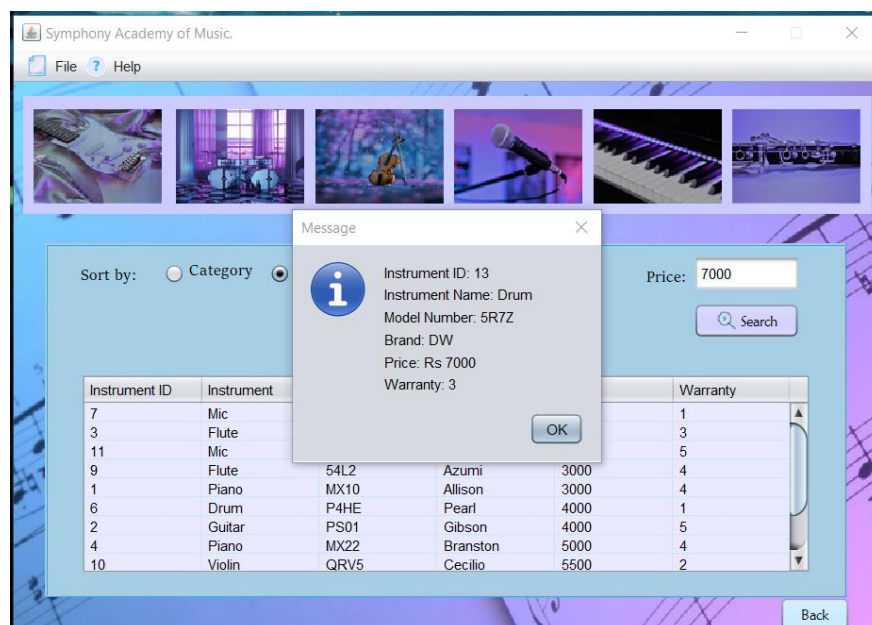 Symphony Academy of Music.
File ? Help
Message
Instrument ID: 13
Instrument Name: Drum
Model Number: 5R7Z
Brand: DW
Price: Rs 7000
Warranty: 3
OK
Sort by: Category
Price: 7000
Search
Instrument ID Instrument Warranty
7 Mic 1
3 Flute 3
11 Mic 5
9 Flute 54L2 Azumi 3000 4
1 Piano MX10 Allison 3000 4
6 Drum P4HE Pearl 4000 1
2 Guitar PS01 Gibson 4000 5
4 Piano MX22 Branston 5000 4
10 Violin QRV5 Cecilio 5500 2
Back